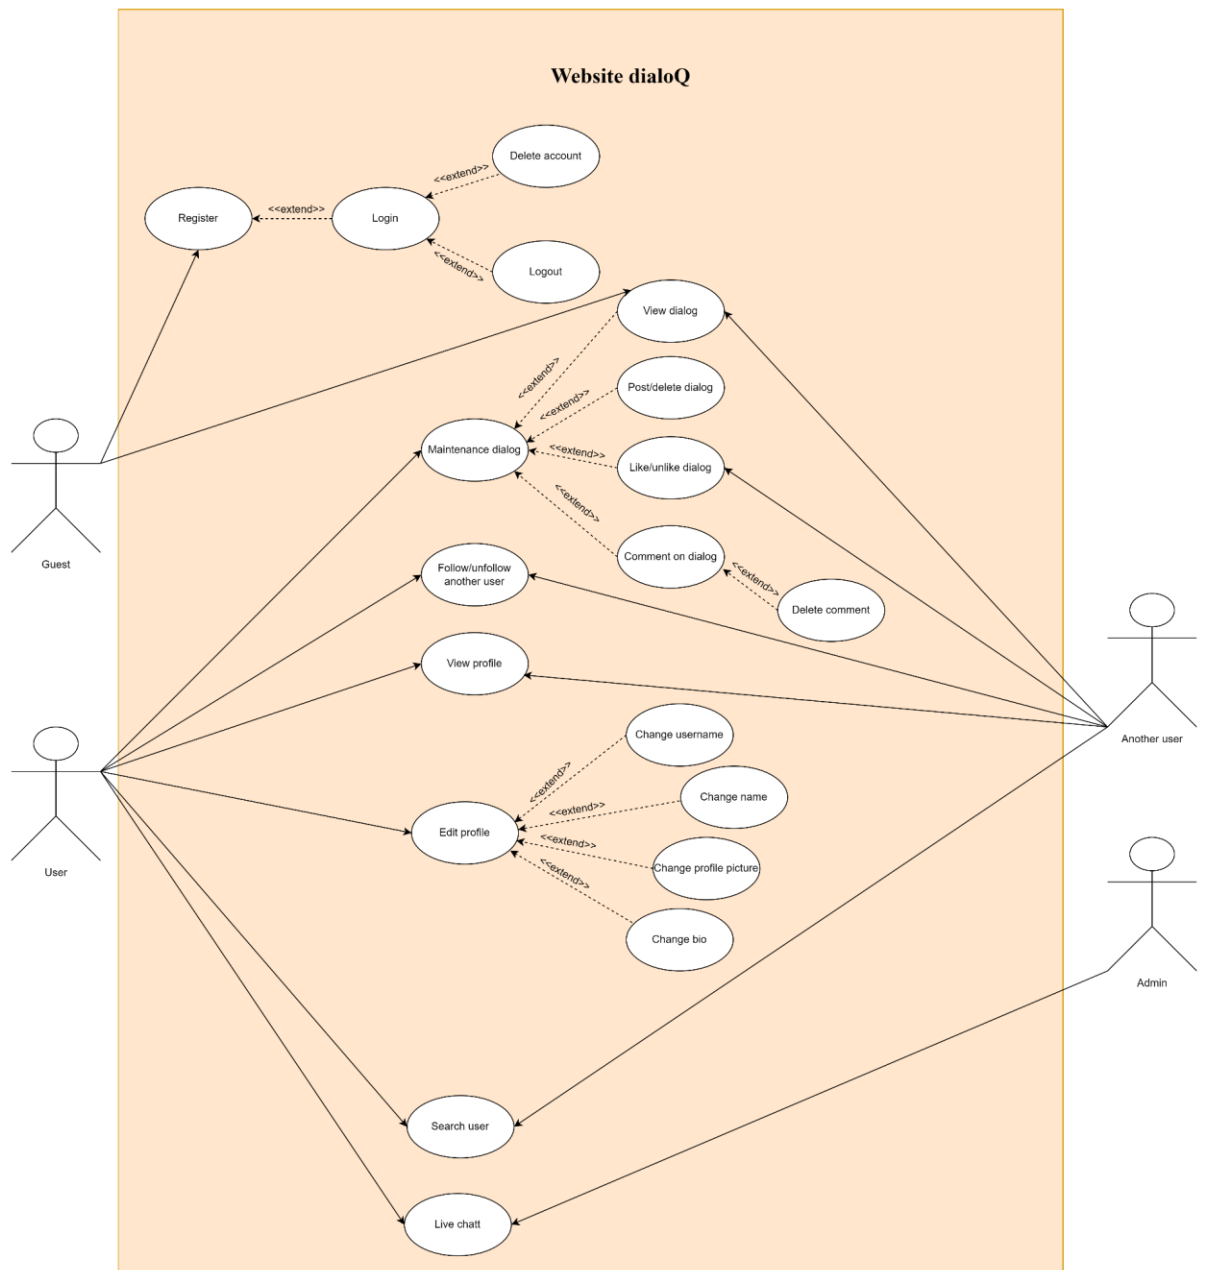 Website dialoQ
Delete account
<<extend>>
Register
<<extend>>
Login
<<extend>>
Logout
View dialog
<<extend>>
Post/delete dialog
<<extend>>
Maintenance dialog
<<extend>>
Like/unlike dialog
<<extend>>
Comment on dialog
Guest
Follow/unfollow
another user
<<extend>>
Delete comment
View profile
Change username
Another user
<<extend>>
Change name
<<extend>>
Edit profile
<<extend>>
Change profile picture
<<extend>>
User
Change bio
Admin
Search user
Live chatt